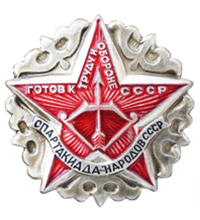 ГОТОВ К
ТРУДУ И
ОБОРОНЕ
СССР
СПАРТАКИАДА НАРОДОВ СССР